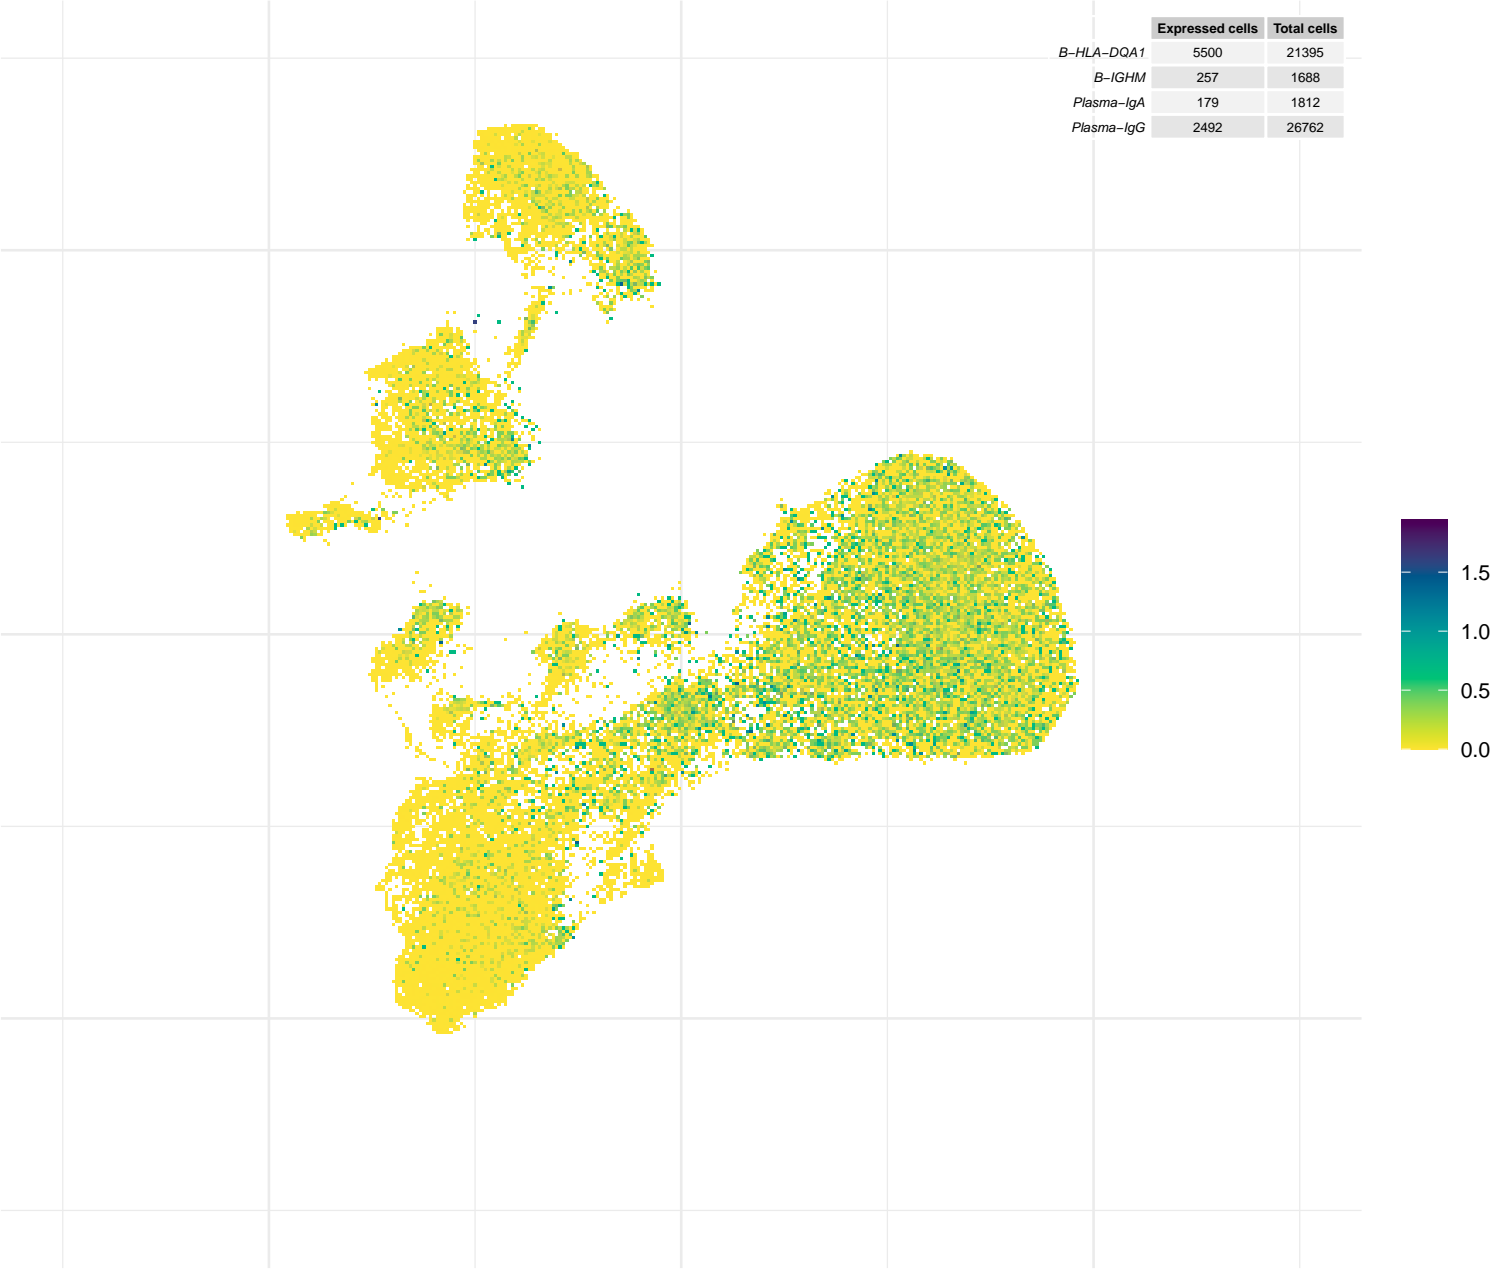 Expressed cells Total cells
B−HLA−DQA1 5500 21395
B−IGHM 257 1688
Plasma−IgA 179 1812
Plasma−IgG 2492 26762
1.5
1.0
0.5
0.0